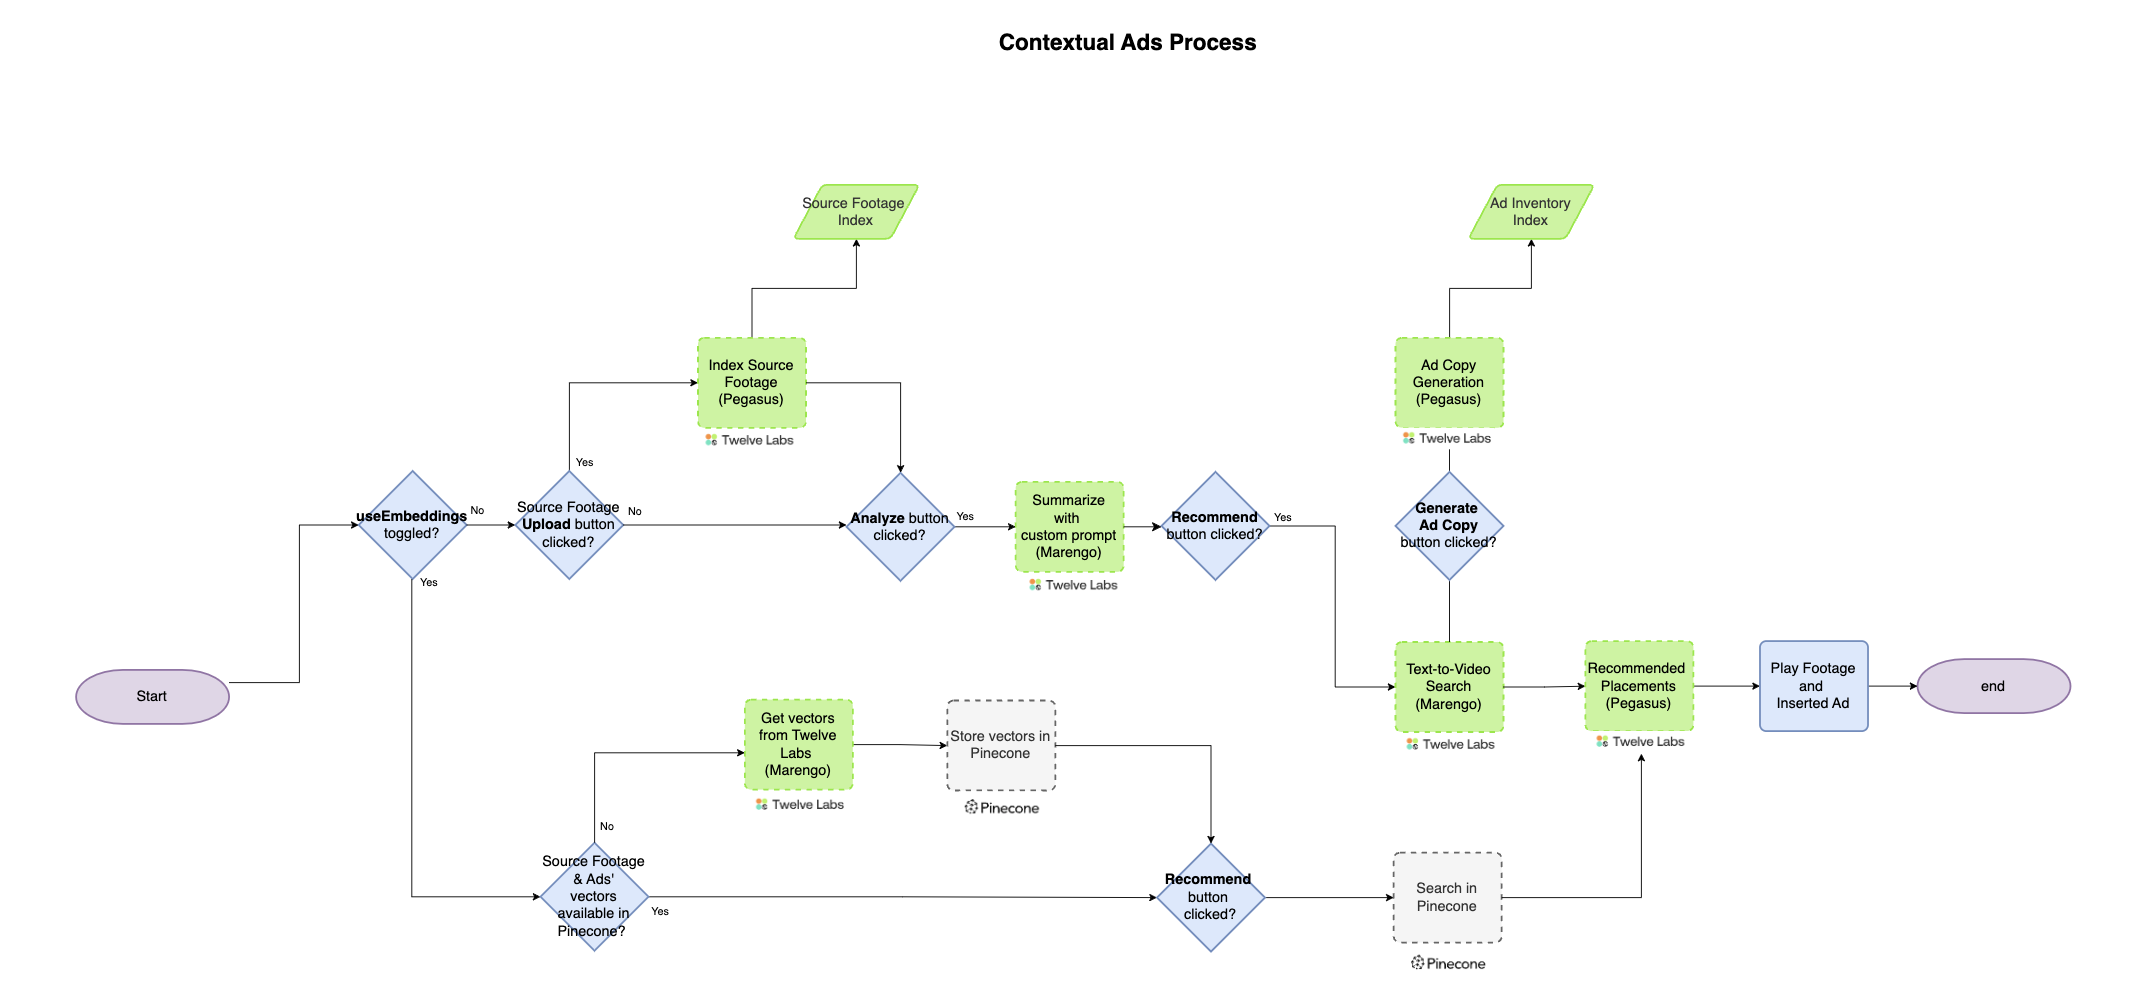 Contextual Ads Process
Source Footage
Index
Ad Inventory
Index
Index Source
Footage
(Pegasus)
Twelve Labs
Ad Copy
Generation
(Pegasus)
Twelve Labs
Yes
useEmbeddings
toggled?
No
Yes
Source Footage
Upload button
clicked?
No
Analyze button
clicked?
Yes
Summarize
with
custom prompt
(Marengo)
Twelve Labs
Recommend
button clicked?
Yes
Generate
Ad Copy
button clicked?
Start
Text-to-Video
Search
(Marengo)
Twelve Labs
Recommended
Placements
(Pegasus)
Twelve Labs
Play Footage
and
Inserted Ad
end
Get vectors
from Twelve
Labs
(Marengo)
Twelve Labs
Store vectors in
Pinecone
Pinecone
No
Source Footage
& Ads'
vectors
available in
Pinecone?
Yes
Recommend
button
clicked?
Search in
Pinecone
Pinecone